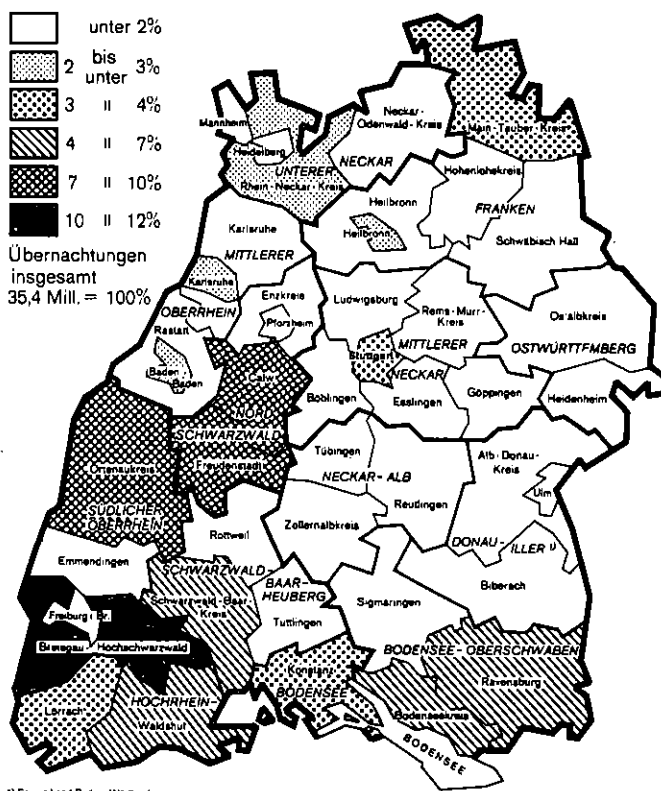 unter 2%
2 bis unter 3%
3 " 4%
4 " 7%
7 " 10%
10 " 12%
Übernachtungen
insgesamt
35,4 Mill. = 100%
Mannheim
Heidelberg
UNTERER
NECKAR
Rhein-Neckar-Kreis
Neckar-
Odenwald-Kreis
Main-Tauber-Kreis
Hohenlohekreis
Heilbronn
FRANKEN
Heilbronn
Schwäbisch Hall
Karlsruhe
MITTLERER
Karlsruhe
OBERRHEIN
Rastatt
Enzkreis
Pforzheim
Baden
Baden
Ludwigsburg
Rems-Murr-
Kreis
MITTLERER
Stuttgart
NECKAR
Böblingen
Esslingen
Göppingen
Ostalbkreis
OSTWÜRTTEMBERG
Heidenheim
Calw
NORD
SCHWARZWALD
Freudenstadt
Ortenaukreis
SÜDLICHER
OBERRHEIN
Tübingen
NECKAR-ALB
Reutlingen
Zollernalbkreis
Alb-Donau-
Kreis
Ulm
DONAU-ILLER ¹⁾
Biberach
Rottweil
Emmendingen
SCHWARZWALD-
BAAR-
HEUBERG
Schwarzwald-Baar-
Kreis
Tuttlingen
Sigmaringen
Freiburg i Br.
Breisgau-Hochschwarzwald
Lörrach
HOCHRHEIN-
BODENSEE
Waldshut
Konstanz
BODENSEE-OBERSCHWABEN
Ravensburg
Bodenseekreis
BODENSEE